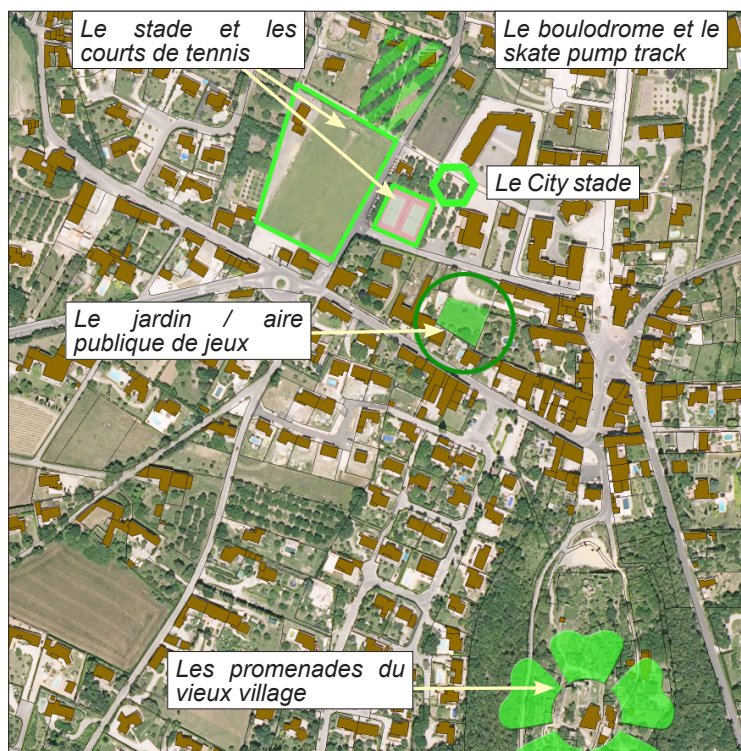 Le stade et les
courts de tennis
Le boulodrome et le
skate pump track
Le City stade
Le jardin / aire
publique de jeux
Les promenades du
vieux village